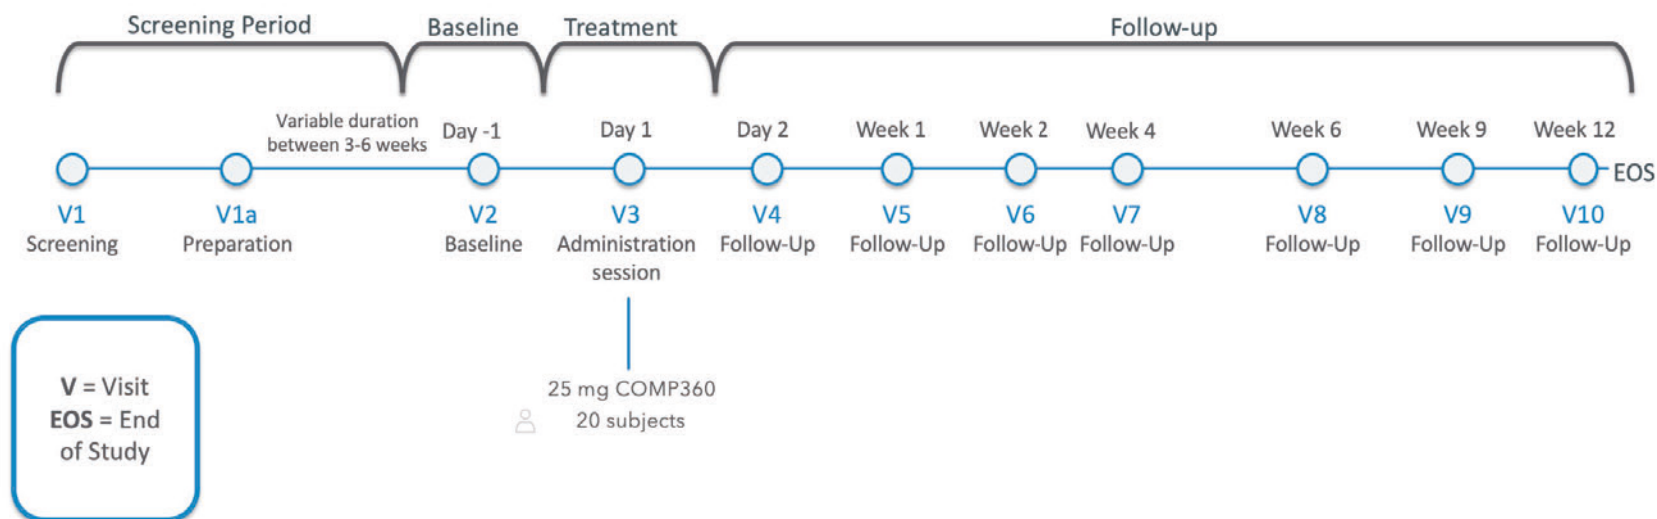 Screening Period
Baseline
Treatment
Follow-up
Variable duration
between 3-6 weeks
Day -1
Day 1
Day 2
Week 1
Week 2
Week 4
Week 6
Week 9
Week 12
EOS
V1
V1a
V2
V3
V4
V5
V6
V7
V8
V9
V10
Screening
Preparation
Baseline
Administration
session
Follow-Up
Follow-Up
Follow-Up
Follow-Up
Follow-Up
Follow-Up
Follow-Up
25 mg COMP360
20 subjects
V = Visit
EOS = End
of Study